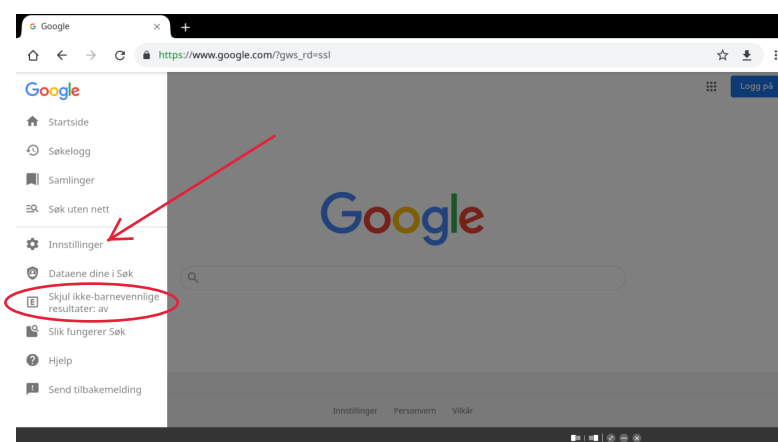 G Google
https://www.google.com/?gws_rd=ssl
Google
Logg på
Startside
Søkelogg
Samlinger
Søk uten nett
Google
Innstillinger
Dataene dine i Søk
E Skjul ikke-barnevennlige
resultater: av
Slik fungerer Søk
Hjelp
Send tilbakemelding
Innstillinger Personvern Vilkår